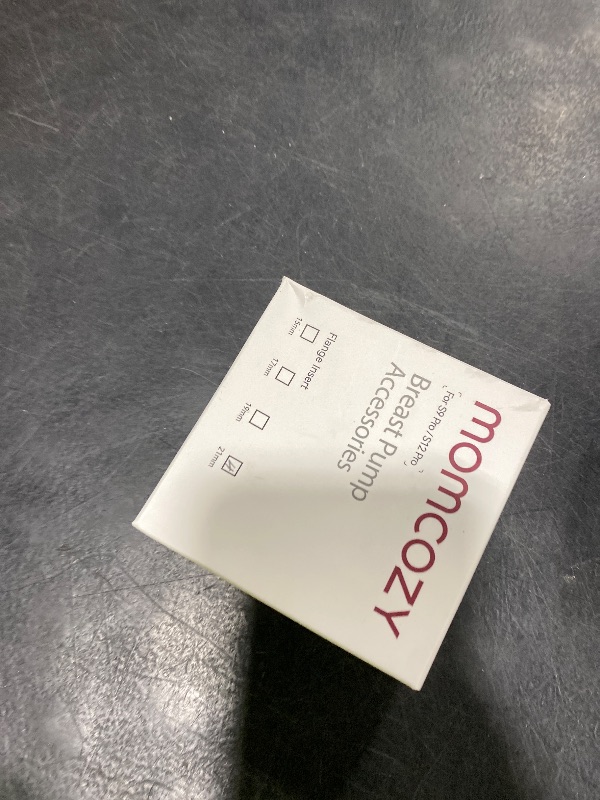 momcozy
For S9 Pro / S12 Pro
Breast Pump
Accessories
Flange Insert
15mm
17mm
19mm
21mm